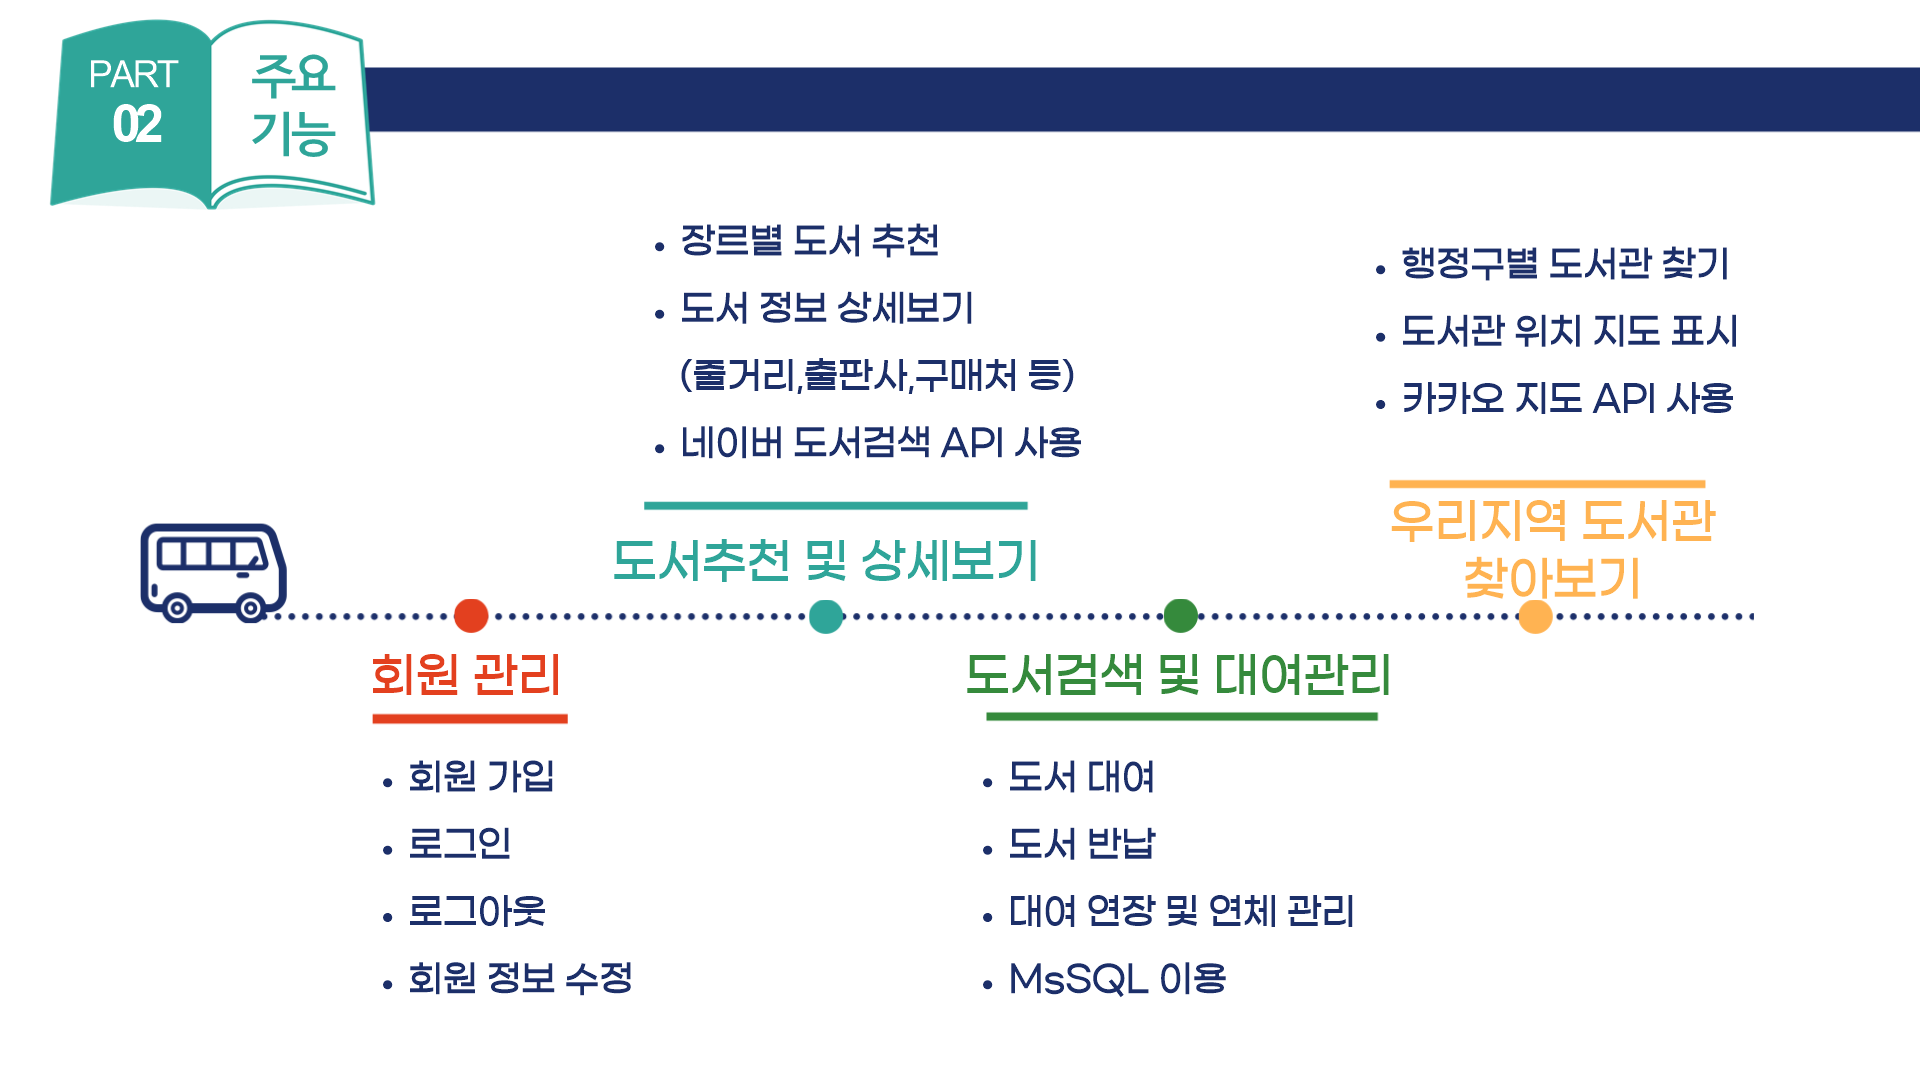 PART
02
주요
기능
• 장르별 도서 추천
• 도서 정보 상세보기
(줄거리,출판사,구매처 등)
• 네이버 도서검색 API 사용
도서추천 및 상세보기
• 행정구별 도서관 찾기
• 도서관 위치 지도 표시
• 카카오 지도 API 사용
우리지역 도서관
찾아보기
회원 관리
• 회원 가입
• 로그인
• 로그아웃
• 회원 정보 수정
도서검색 및 대여관리
• 도서 대여
• 도서 반납
• 대여 연장 및 연체 관리
• MsSQL 이용